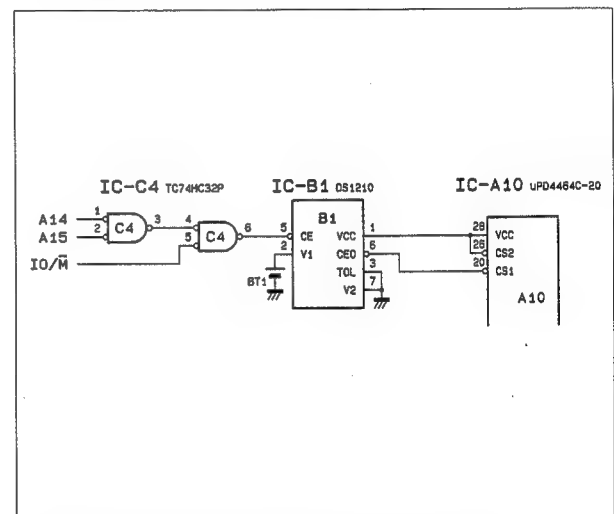 IC-C4 TC74HC32P
IC-B1 DS1210
IC-A10 UPD4464C-20
A14
A15
IO/M̅
1
2
C4
3
4
5
C4
6
B1
5
CE
2
V1
BT1
VCC
1
CEO
6
TOL
3
V2
7
28
VCC
26
CS2
20
CS1
A10